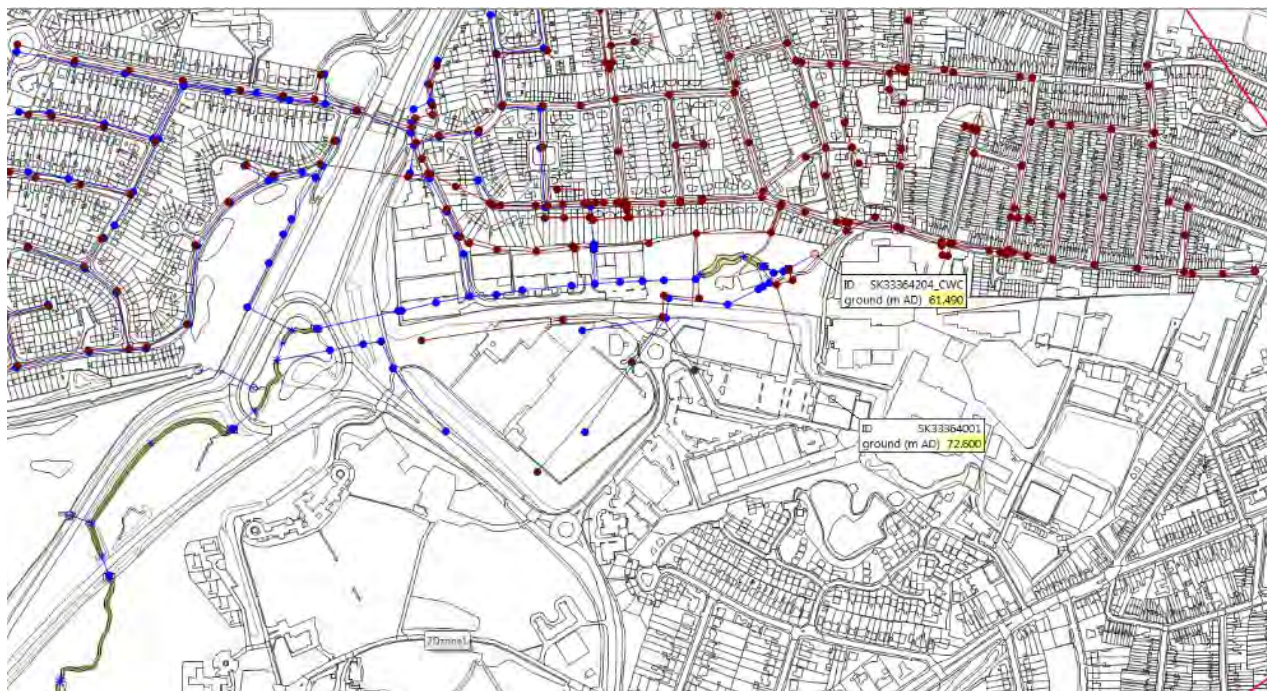 ID SK33364204_CWC
ground (m AD) 61.490
ID SK33364001
ground (m AD) 72.600